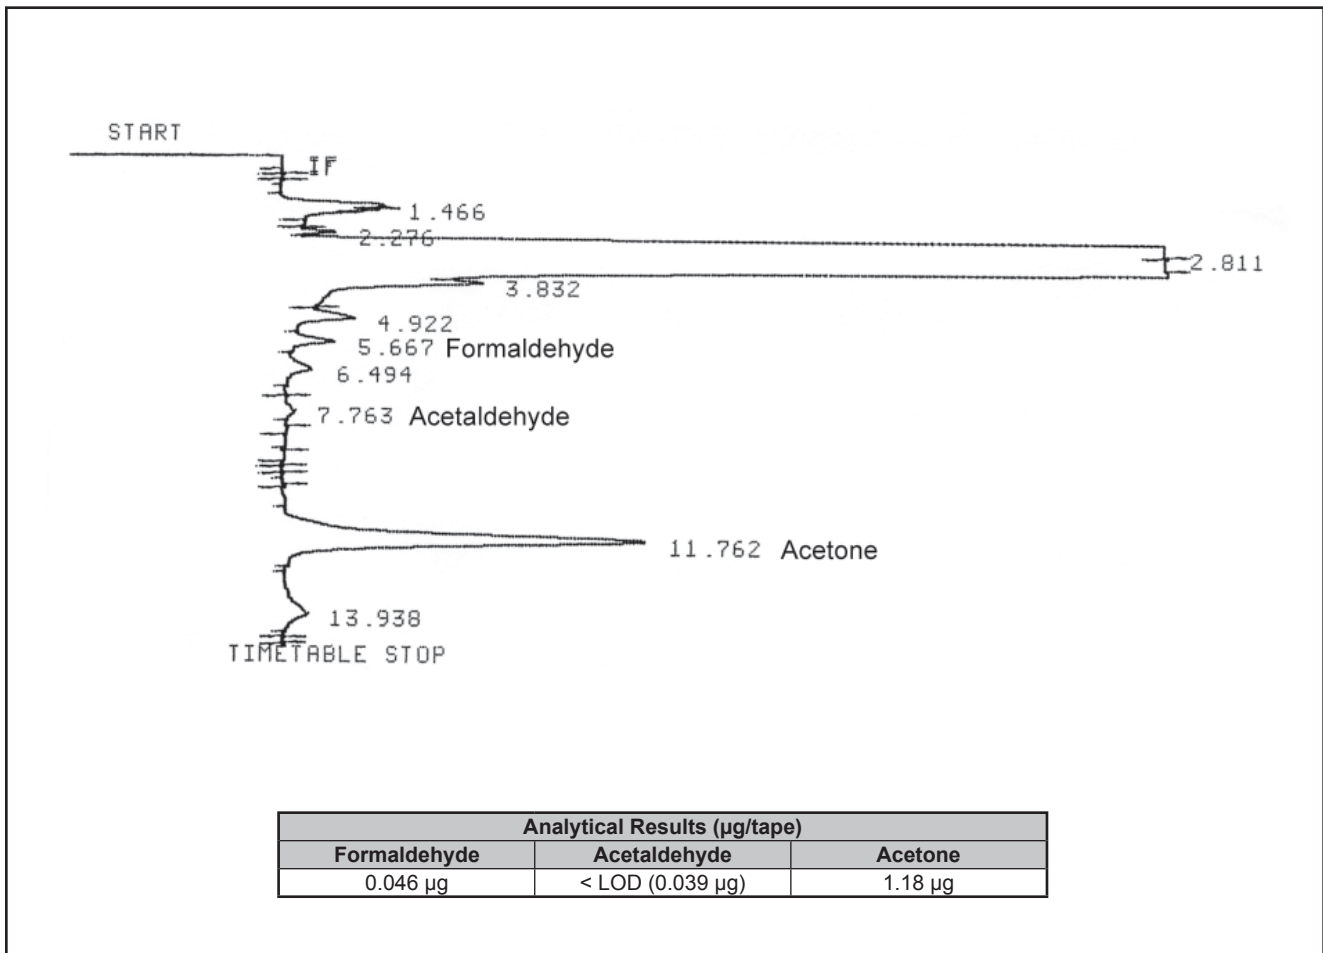 START
IF
1.466
2.276
2.811
3.832
4.922
5.667 Formaldehyde
6.494
7.763 Acetaldehyde
11.762 Acetone
13.938
TIMETABLE STOP
Analytical Results (µg/tape)
Formaldehyde Acetaldehyde Acetone
0.046 µg < LOD (0.039 µg) 1.18 µg